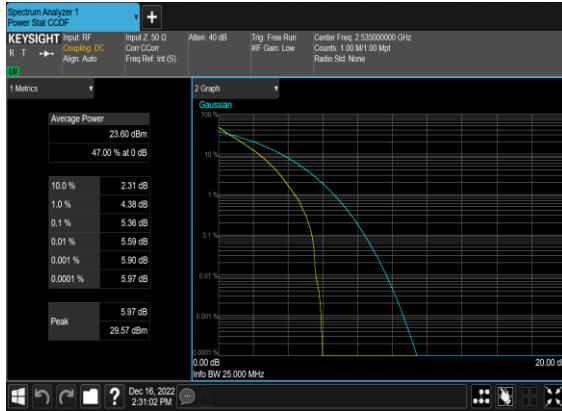 Spectrum Analyzer 1
Power Stat CCDF
+
KEYSIGHT
R T
LXI
Input: RF
Coupling: DC
Align: Auto
Input Z: 50 Ω
Corr CCorr
Freq Ref: Int (S)
Atten: 40 dB
Trig: Free Run
#IF Gain: Low
Center Freq: 2.535000000 GHz
Counts: 1.00 M/1.00 Mpt
Radio Std: None
1 Metrics
Average Power
23.60 dBm
47.00 % at 0 dB
10.0 % 2.31 dB
1.0 % 4.38 dB
0.1 % 5.36 dB
0.01 % 5.59 dB
0.001 % 5.90 dB
0.0001 % 5.97 dB
Peak
5.97 dB
29.57 dBm
2 Graph
Gaussian
100 %
10 %
1 %
0.1 %
0.01 %
0.001 %
0.0001 %
0.00 dB
20.00 d
Info BW 25.000 MHz
?
Dec 16, 2022
2:31:02 PM